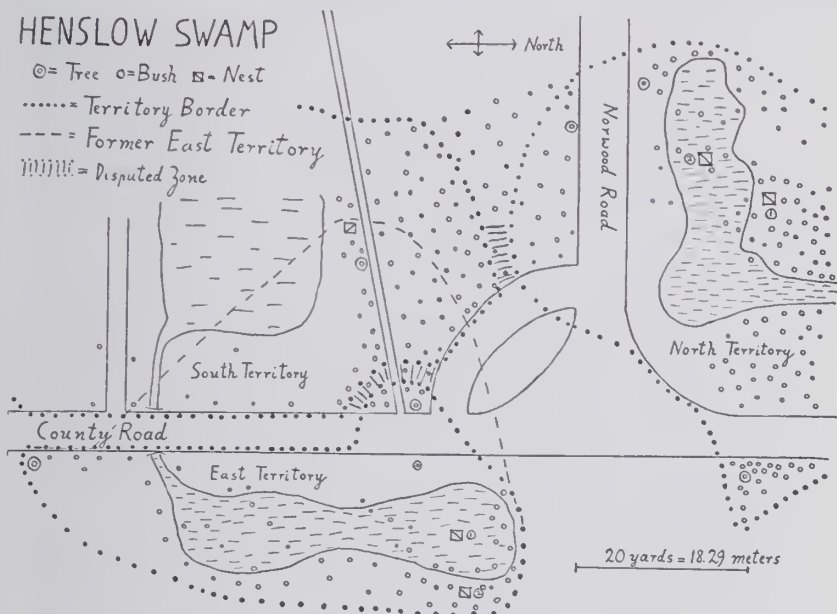 HENSLOW SWAMP
= Tree o=Bush - Nest
= Territory Border
= Former East Territory
= Disputed Zone
North
Norwood Road
North Territory
South Territory
County Road
East Territory
20 yards = 18.29 meters